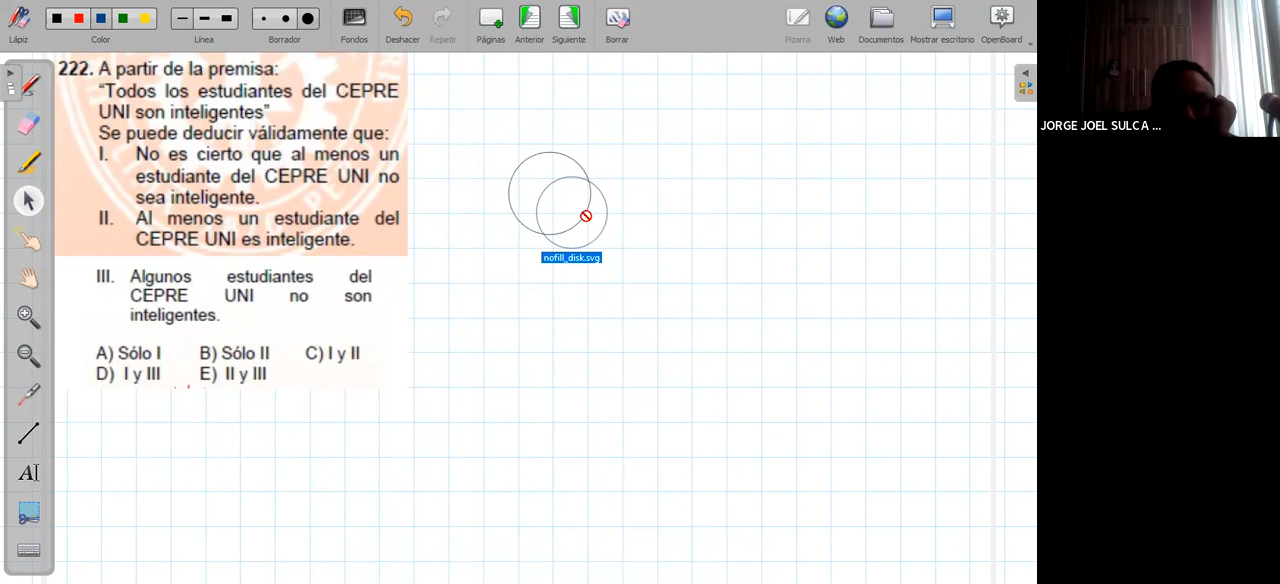 Lápiz
Color
Línea
Borrador
Fondos
Deshacer
Repetir
Páginas
Anterior
Siguiente
Borrar
Pizarra
Web
Documentos
Mostrar escritorio
OpenBoard
222. A partir de la premisa:
“Todos los estudiantes del CEPRE
UNI son inteligentes”
Se puede deducir válidamente que:
I. No es cierto que al menos un
estudiante del CEPRE UNI no
sea inteligente.
II. Al menos un estudiante del
CEPRE UNI es inteligente.
III. Algunos estudiantes del
CEPRE UNI no son
inteligentes.
A) Sólo I B) Sólo II C) I y II
D) I y III E) II y III
nofill_disk.svg
JORGE JOEL SULCA ...